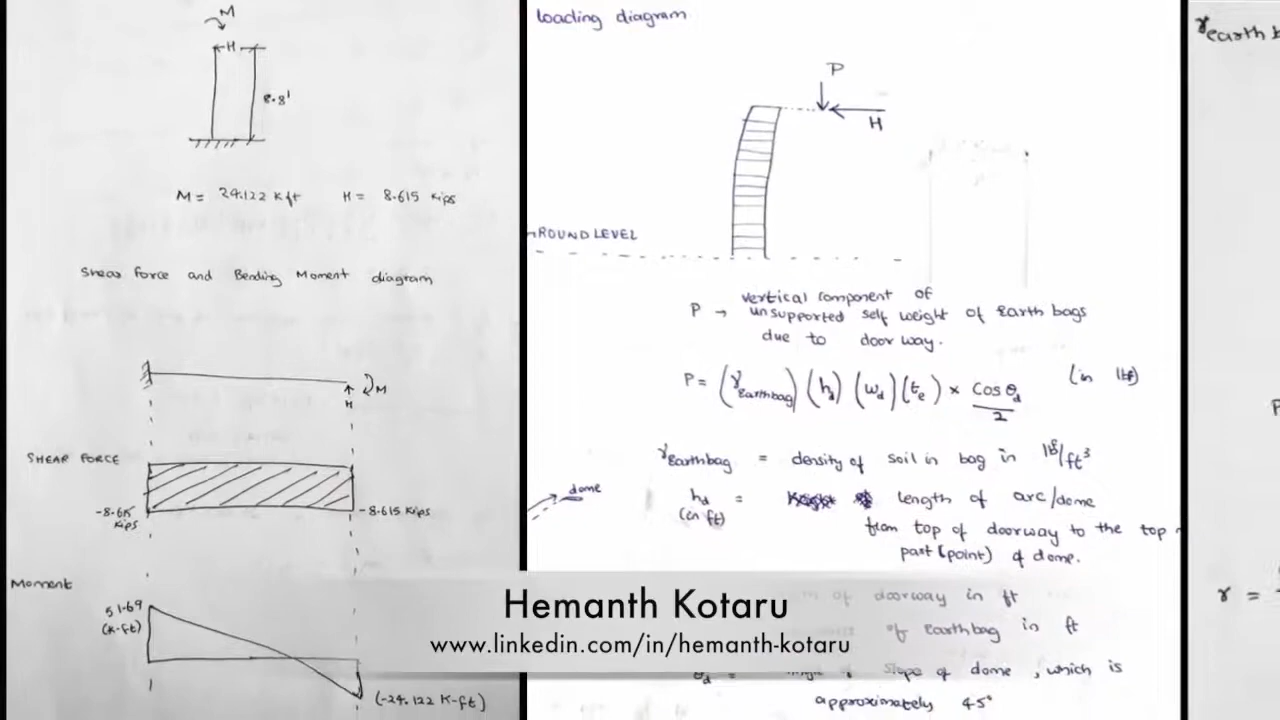 M
H
8.8'
M = 24.122 K ft H = 8.615 Kips
Shear Force and Bending Moment diagram
M
H
SHEAR FORCE
-8.615
Kips
-8.615 Kips
Moment
51.69
(K-ft)
(-24.122 K-ft)
loading diagram
P
H
ROUND LEVEL
P → vertical component of
unsupported self weight of Earth bags
due to doorway.
P = (γEarthbag) (hd) (wd) (te) × Cosθd/2 (in lbf)
γEarthbag = density of soil in bag in lbf/ft³
dome
hd = length of arc/dome
(in ft)
from top of doorway to the top
part (point) of dome.
of doorway in ft
of Earthbag in ft
θd = slope of dome, which is
approximately 45°
γearth
P
γ =
Hemanth Kotaru
www.linkedin.com/in/hemanth-kotaru